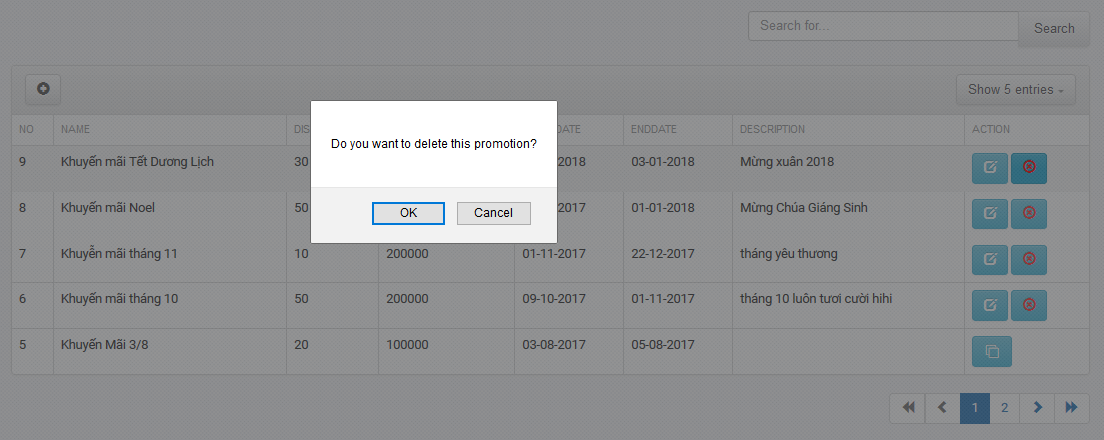 Search for... Search
Show 5 entries
NO NAME DIS DATE ENDDATE DESCRIPTION ACTION
Do you want to delete this promotion?
OK Cancel
9 Khuyến mãi Tết Dương Lịch 30 2018 03-01-2018 Mừng xuân 2018
8 Khuyến mãi Noel 50 2017 01-01-2018 Mừng Chúa Giáng Sinh
7 Khuyễn mãi tháng 11 10 200000 01-11-2017 22-12-2017 tháng yêu thương
6 Khuyến mãi tháng 10 50 200000 09-10-2017 01-11-2017 tháng 10 luôn tươi cười hihi
5 Khuyến Mãi 3/8 20 100000 03-08-2017 05-08-2017
1 2